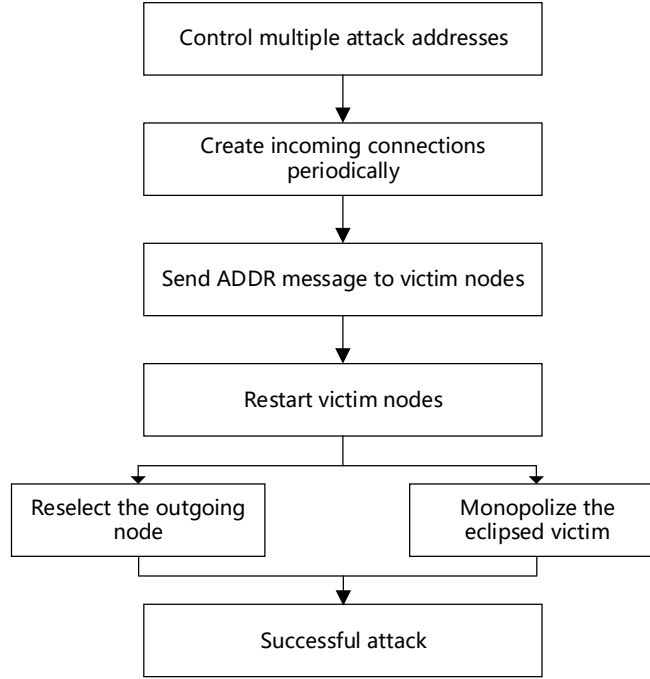 Control multiple attack addresses
Create incoming connections
periodically
Send ADDR message to victim nodes
Restart victim nodes
Reselect the outgoing
node
Monopolize the
eclipsed victim
Successful attack